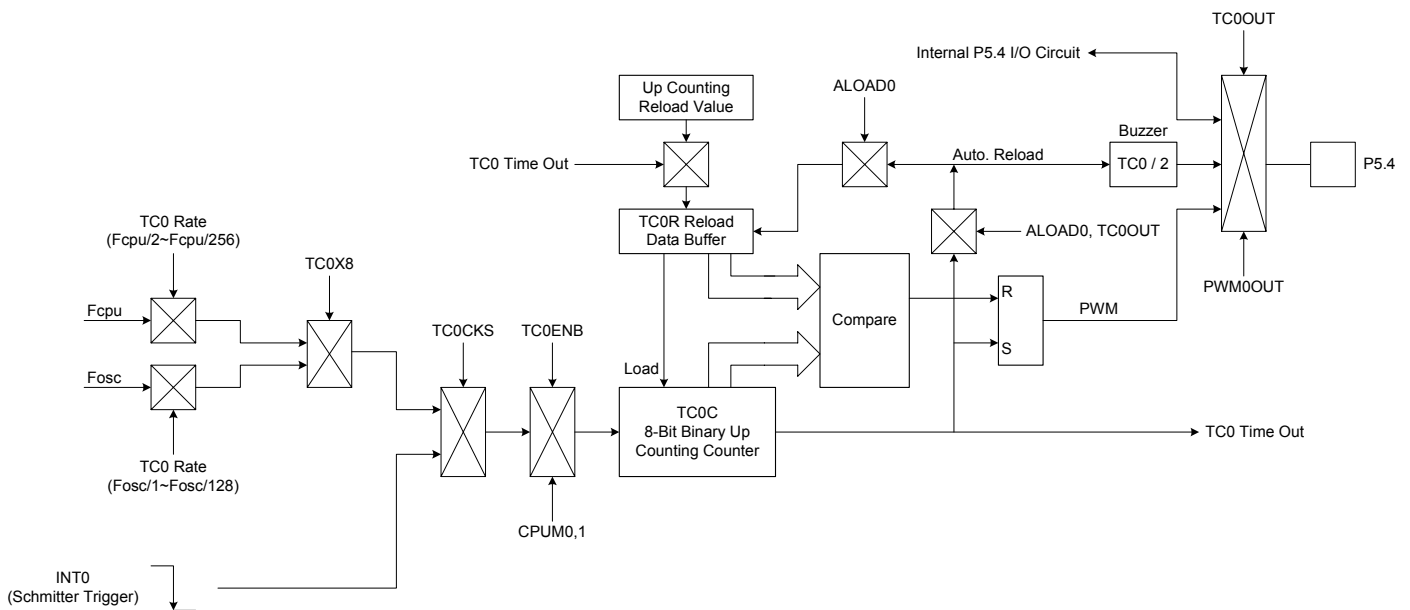 TC0OUT
Internal P5.4 I/O Circuit
Up Counting
Reload Value
ALOAD0
Buzzer
TC0 Time Out
Auto. Reload
TC0 / 2
P5.4
TC0 Rate
(Fcpu/2~Fcpu/256)
TC0R Reload
Data Buffer
ALOAD0, TC0OUT
TC0X8
PWM0OUT
Fcpu
R
PWM
Compare
TC0CKS
TC0ENB
S
Fosc
Load
TC0C
8-Bit Binary Up
Counting Counter
TC0 Time Out
TC0 Rate
(Fosc/1~Fosc/128)
CPUM0,1
INT0
(Schmitter Trigger)